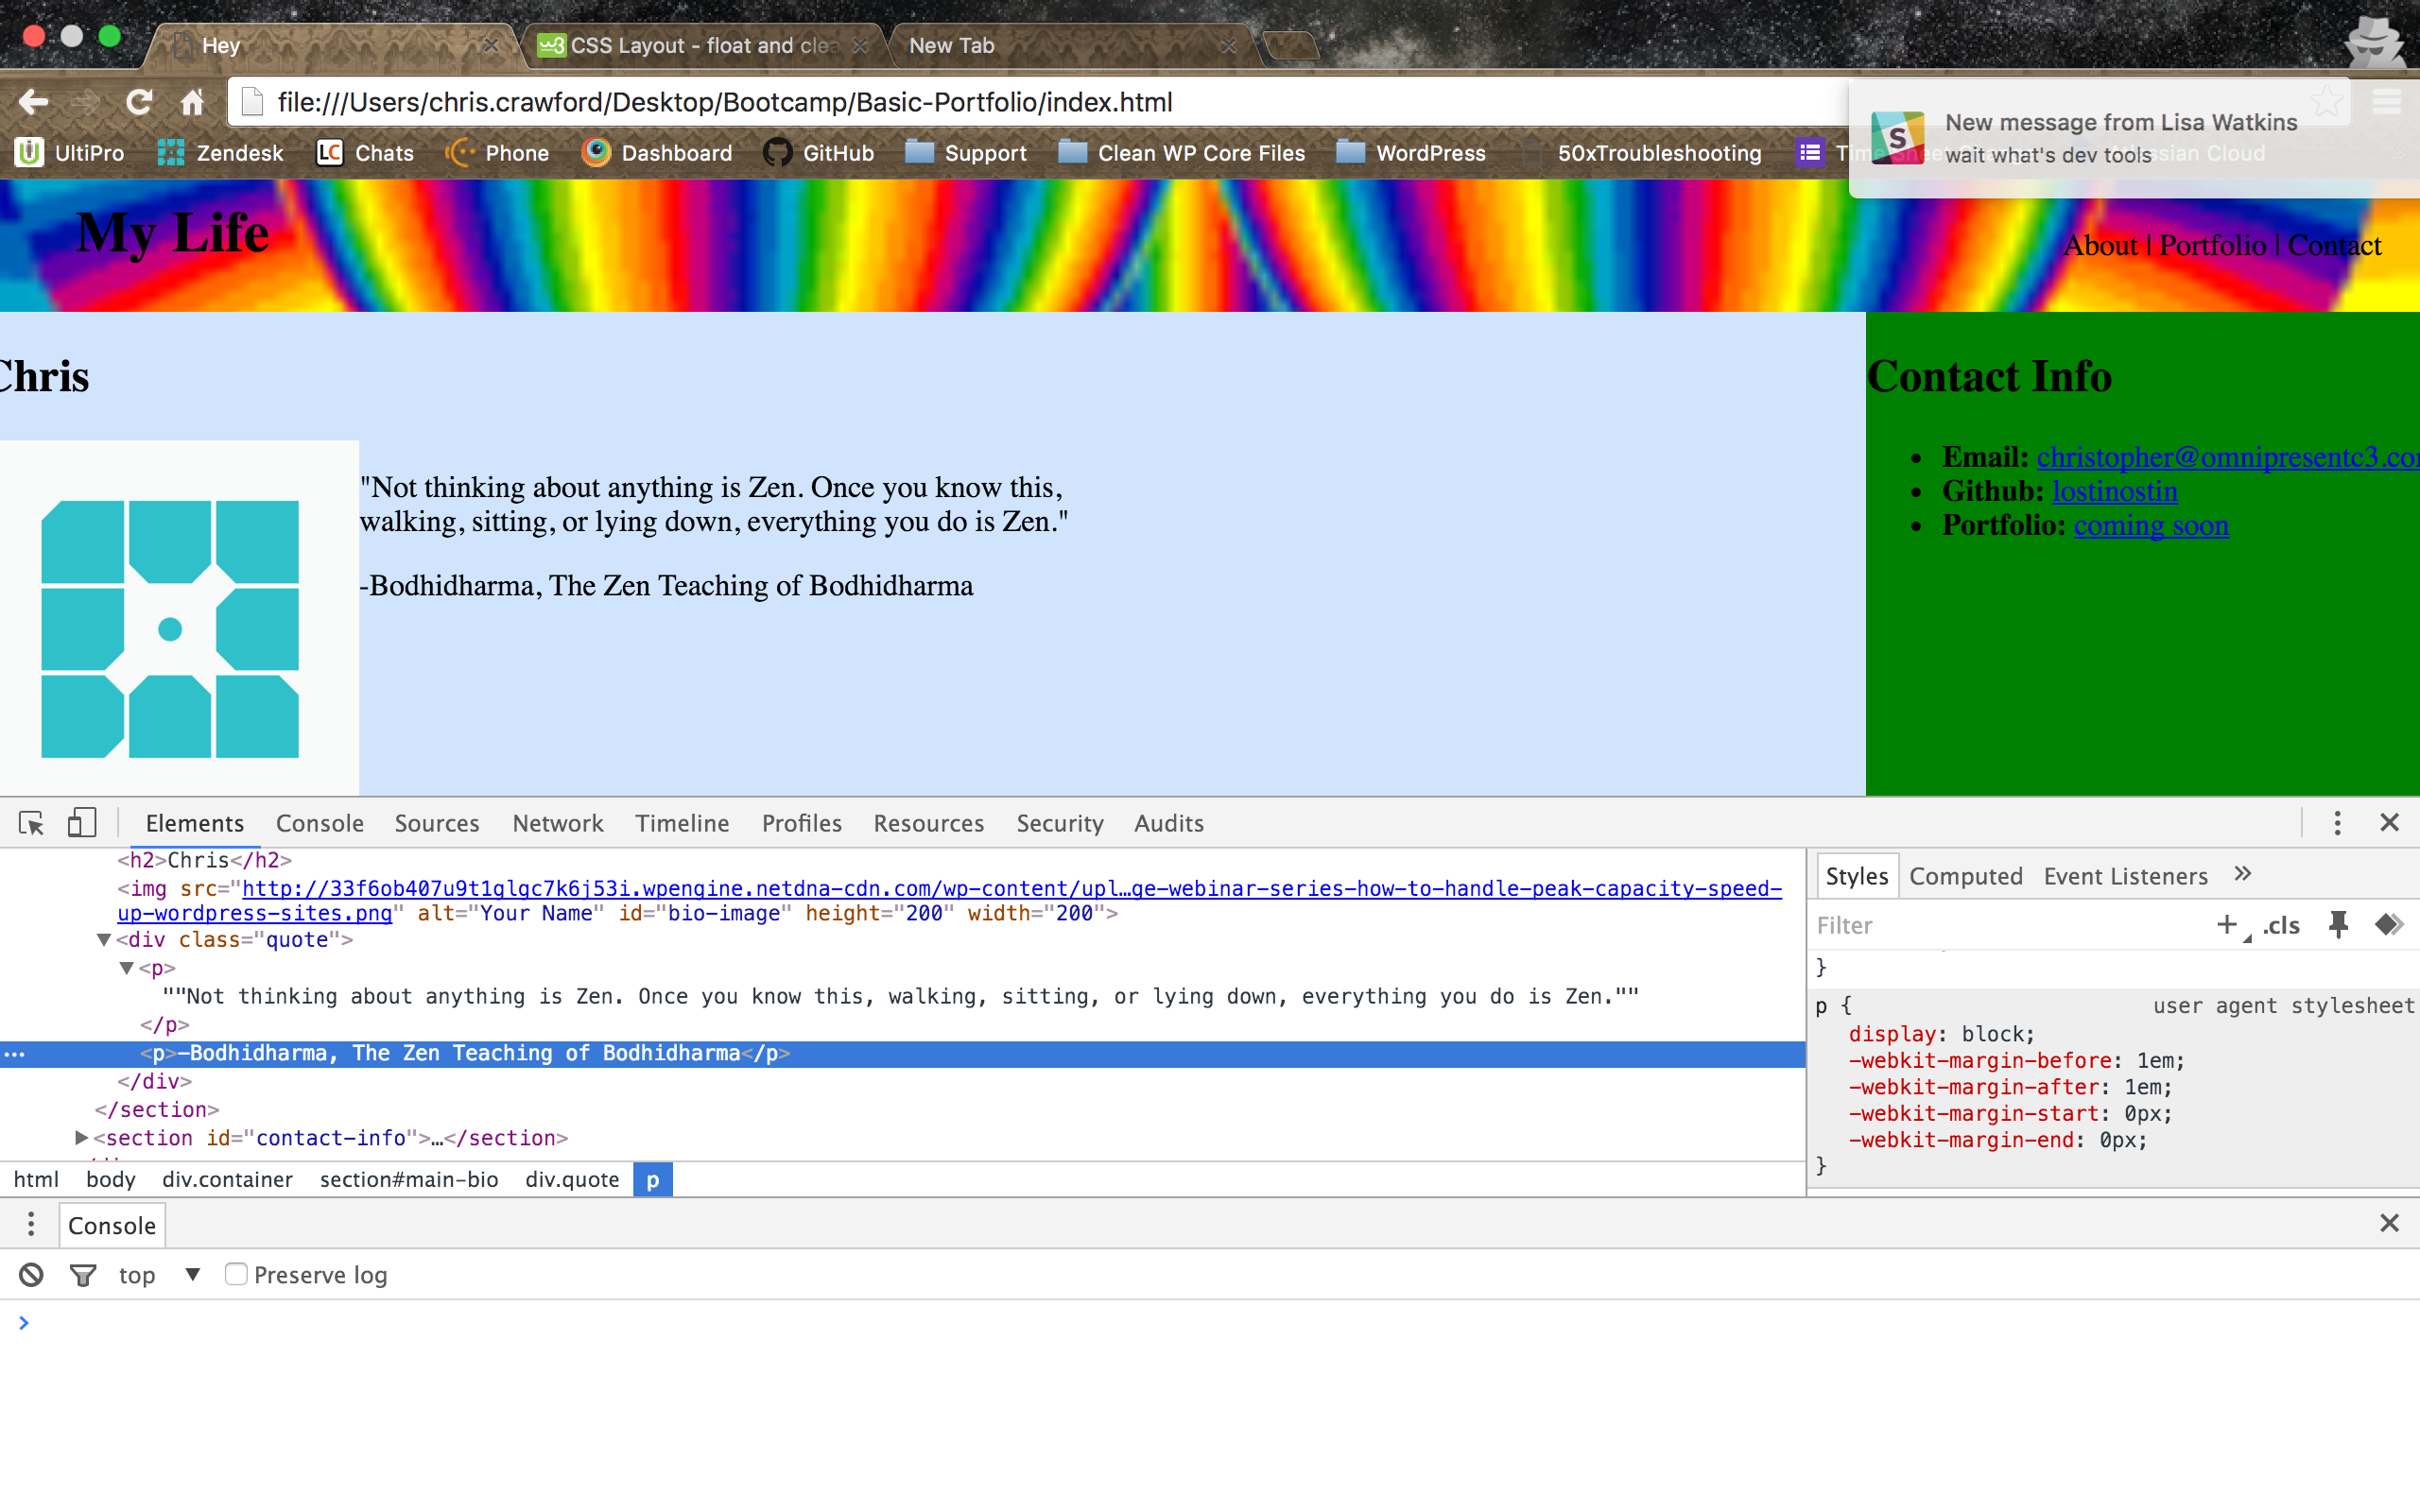 Hey
CSS Layout - float and clea
New Tab
file:///Users/chris.crawford/Desktop/Bootcamp/Basic-Portfolio/index.html
New message from Lisa Watkins
wait what's dev tools
UltiPro
Zendesk
LC Chats
Phone
Dashboard
GitHub
Support
Clean WP Core Files
WordPress
50xTroubleshooting
My Life
About | Portfolio | Contact
Chris
Contact Info
"Not thinking about anything is Zen. Once you know this,
walking, sitting, or lying down, everything you do is Zen."
-Bodhidharma, The Zen Teaching of Bodhidharma
• Email: christopher@omnipresentc3.co
• Github: lostinostin
• Portfolio: coming soon
Elements Console Sources Network Timeline Profiles Resources Security Audits
<h2>Chris</h2>
<img src="http://33f6ob407u9t1glgc7k6j53i.wpengine.netdna-cdn.com/wp-content/upl…ge-webinar-series-how-to-handle-peak-capacity-speed-
up-wordpress-sites.png" alt="Your Name" id="bio-image" height="200" width="200">
▼<div class="quote">
▼<p>
""Not thinking about anything is Zen. Once you know this, walking, sitting, or lying down, everything you do is Zen.""
</p>
<p>-Bodhidharma, The Zen Teaching of Bodhidharma</p>
</div>
</section>
▶<section id="contact-info">…</section>
html body div.container section#main-bio div.quote p
Styles Computed Event Listeners »
Filter
+ .cls
}
p { user agent stylesheet
display: block;
-webkit-margin-before: 1em;
-webkit-margin-after: 1em;
-webkit-margin-start: 0px;
-webkit-margin-end: 0px;
}
Console
top ▼ Preserve log
>